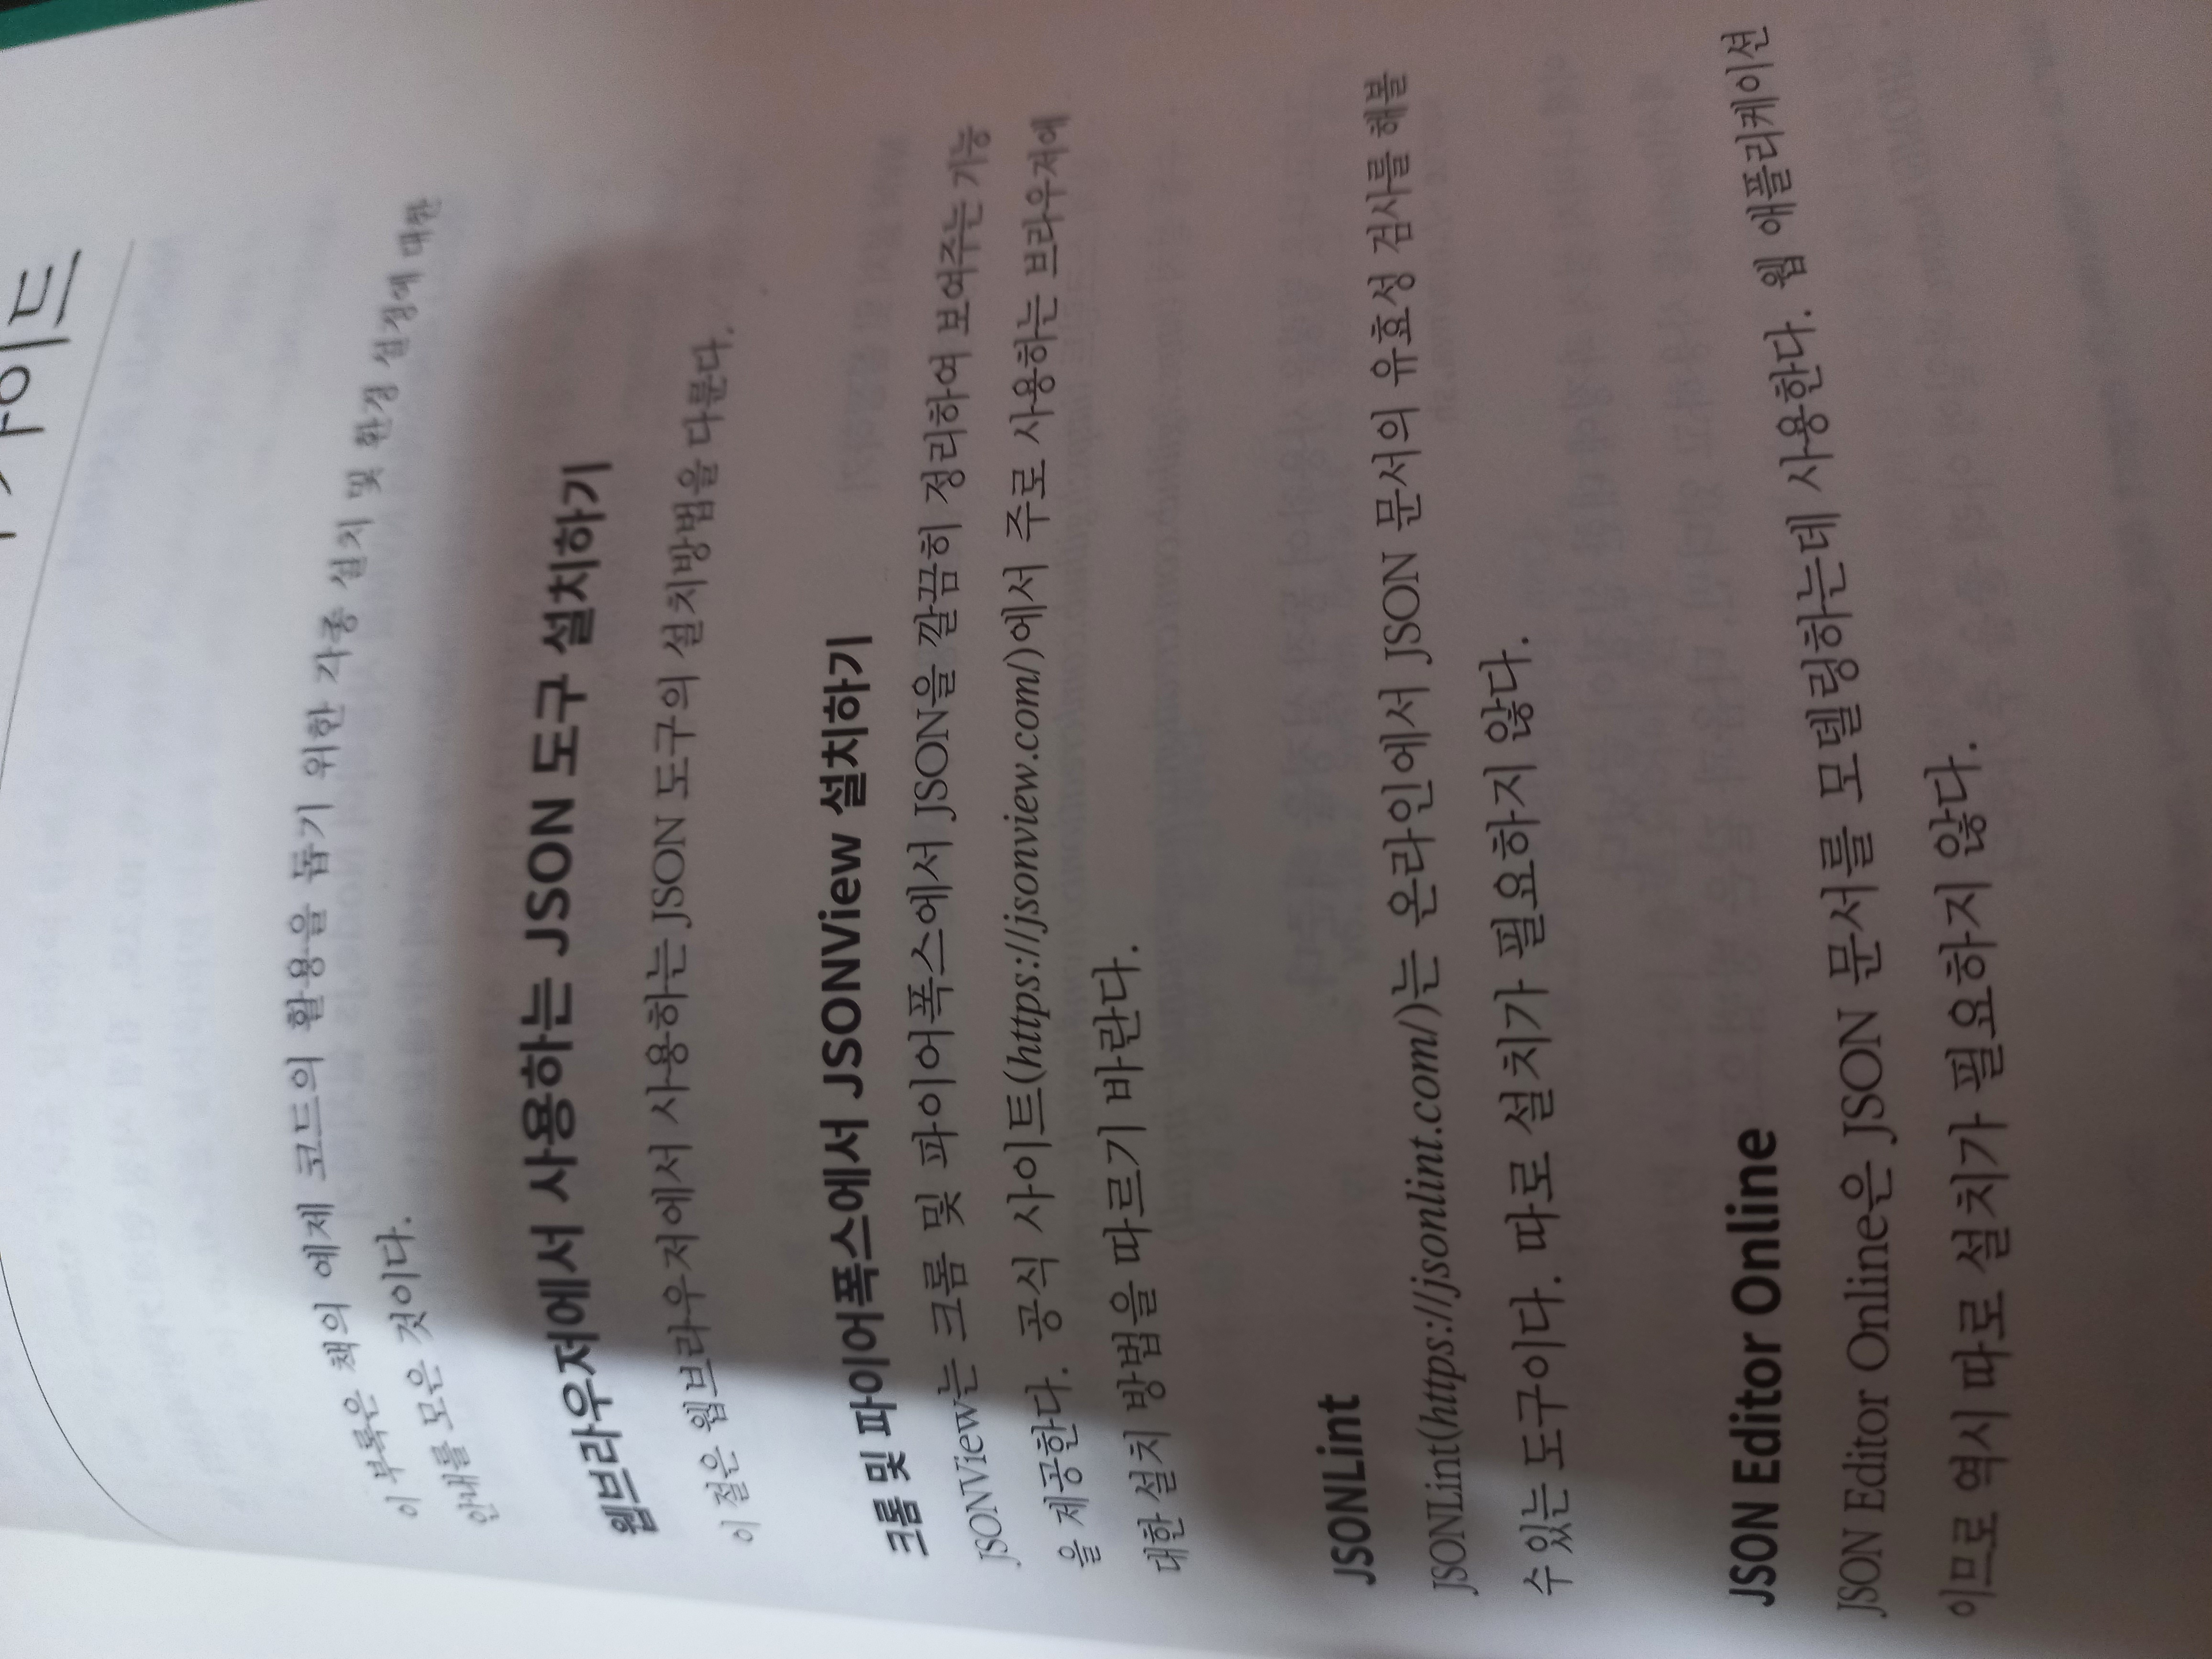 가이드
이 부록은 책의 예제 코드의 활용을 돕기 위한 각종 설치 및 환경 설정에 대한
안내를 모은 것이다.
웹브라우저에서 사용하는 JSON 도구 설치하기
이 절은 웹브라우저에서 사용하는 JSON 도구의 설치방법을 다룬다.
크롬 및 파이어폭스에서 JSONView 설치하기
JSONView는 크롬 및 파이어폭스에서 JSON을 깔끔히 정리하여 보여주는 기능
을 제공한다. 공식 사이트(https://jsonview.com/)에서 주로 사용하는 브라우저에
대한 설치 방법을 따르기 바란다.
JSONLint
JSONLint(https://jsonlint.com/)는 온라인에서 JSON 문서의 유효성 검사를 해볼
수 있는 도구이다. 따로 설치가 필요하지 않다.
JSON Editor Online
JSON Editor Online은 JSON 문서를 모델링하는데 사용한다. 웹 애플리케이션
이므로 역시 따로 설치가 필요하지 않다.